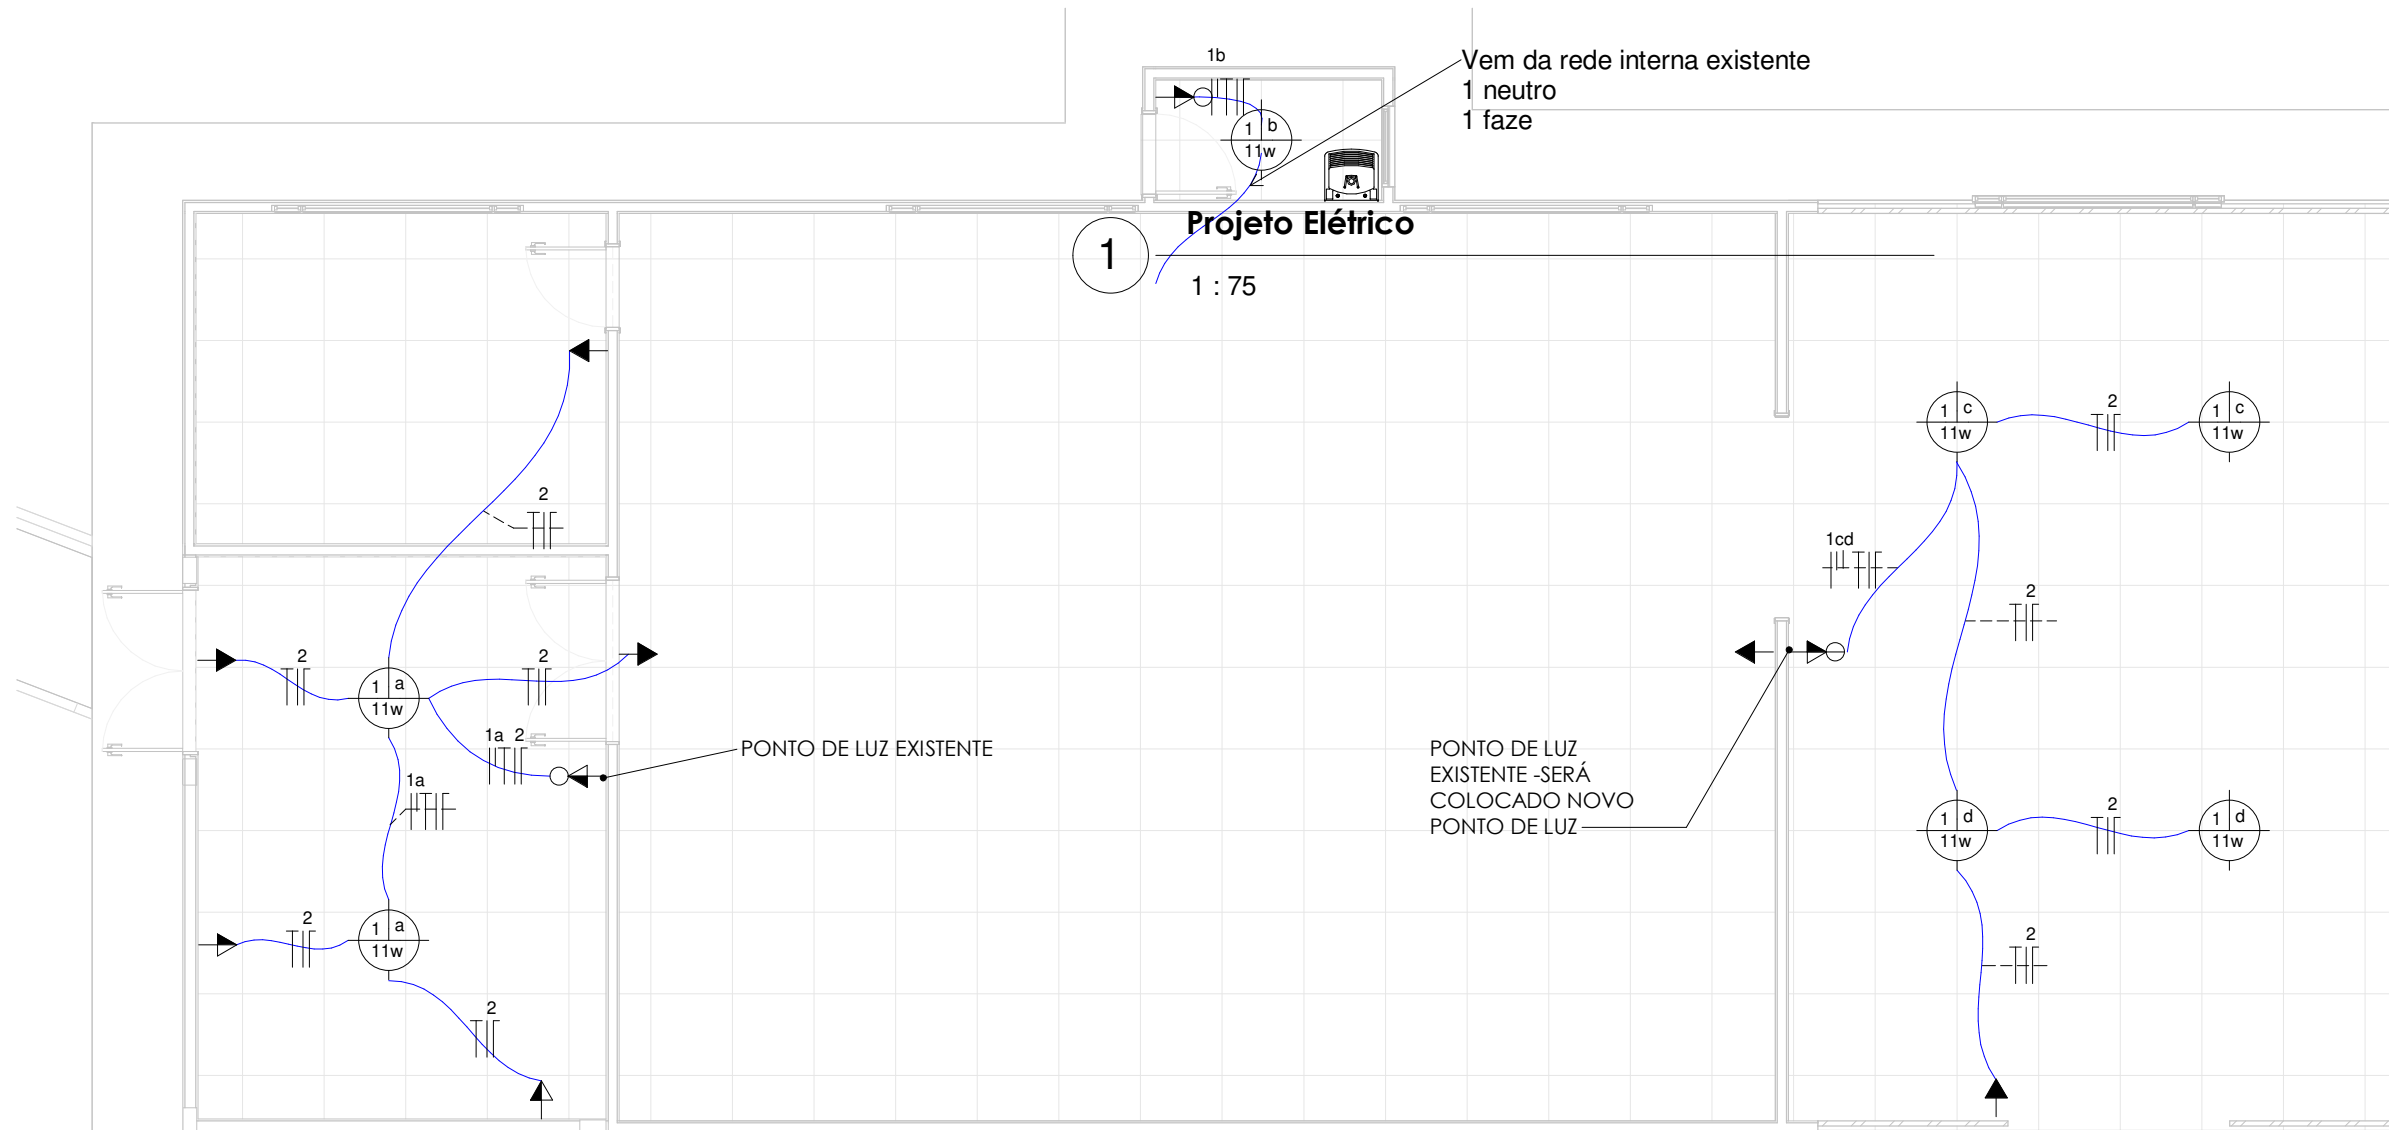 1b
Vem da rede interna existente
1 neutro
1 faze
1 b
11w
Projeto Elétrico
1
1 : 75
1 c
11w
2
1 c
11w
2
1cd
2
2
1 a
11w
2
1a 2
PONTO DE LUZ EXISTENTE
PONTO DE LUZ
EXISTENTE -SERÁ
COLOCADO NOVO
PONTO DE LUZ
1a
1 d
11w
2
1 d
11w
2
1 a
11w
2
2